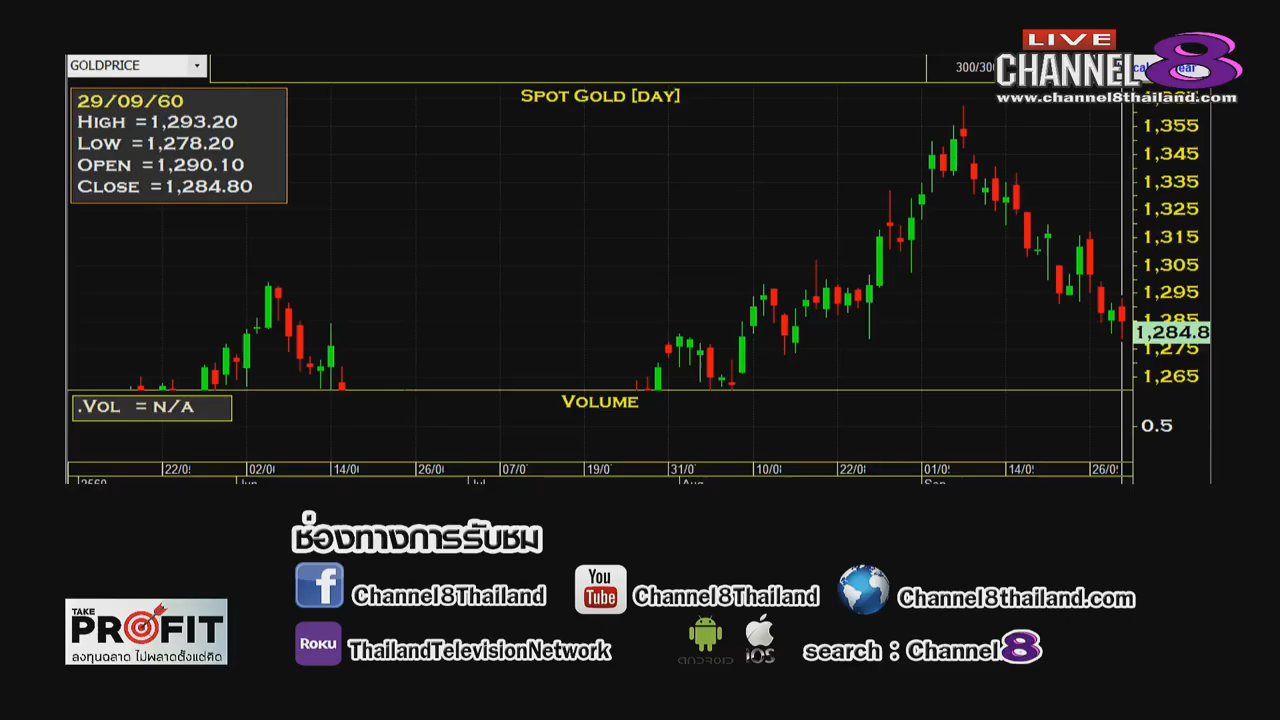 LIVE
CHANNEL 8
www.channel8thailand.com
GOLDPRICE
29/09/60
HIGH =1,293.20
LOW =1,278.20
OPEN =1,290.10
CLOSE =1,284.80
SPOT GOLD [DAY]
1,355
1,345
1,335
1,325
1,315
1,305
1,295
1,285
1,284.8
1,275
1,265
.VOL = N/A
VOLUME
0.5
22/0 02/0 14/0 26/0 07/0 19/0 31/0 10/0 22/0 01/0 14/0 26/0
2560 Jun Jul Aug Sep
ช่องทางการรับชม
f Channel8Thailand
You Tube Channel8Thailand
Channel8thailand.com
TAKE
PROFIT
ลงทุนฉลาด ไม่พลาดตั้งแต่คิด
ROKU ThailandTelevisionNetwork
ANDROID iOS
search : Channel8